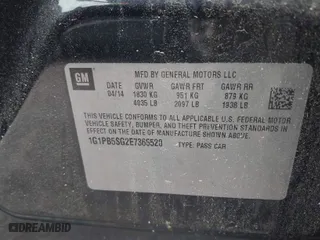 GM
MFD BY GENERAL MOTORS LLC
DATE GVWR GAWR FRT GAWR RR
04/14 1830 KG 951 KG 879 KG
4035 LB 2097 LB 1938 LB
THIS VEHICLE CONFORMS TO ALL APPLICABLE U.S. FEDERAL MOTOR
VEHICLE SAFETY, BUMPER, AND THEFT PREVENTION STANDARDS IN EFFECT
ON THE DATE OF MANUFACTURE SHOWN ABOVE.
1G1PB5SG2E7365520 TYPE: PASS CAR